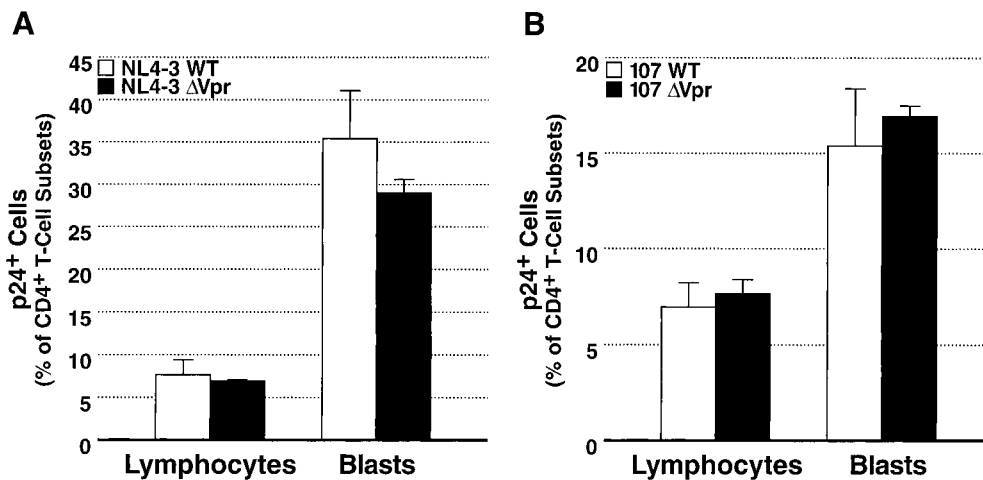 A
NL4-3 WT
NL4-3 ΔVpr
45
40
35
30
25
20
15
10
5
0
p24+ Cells
(% of CD4+ T-Cell Subsets)
Lymphocytes
Blasts
B
107 WT
107 ΔVpr
20
15
10
5
0
p24+ Cells
(% of CD4+ T-Cell Subsets)
Lymphocytes
Blasts